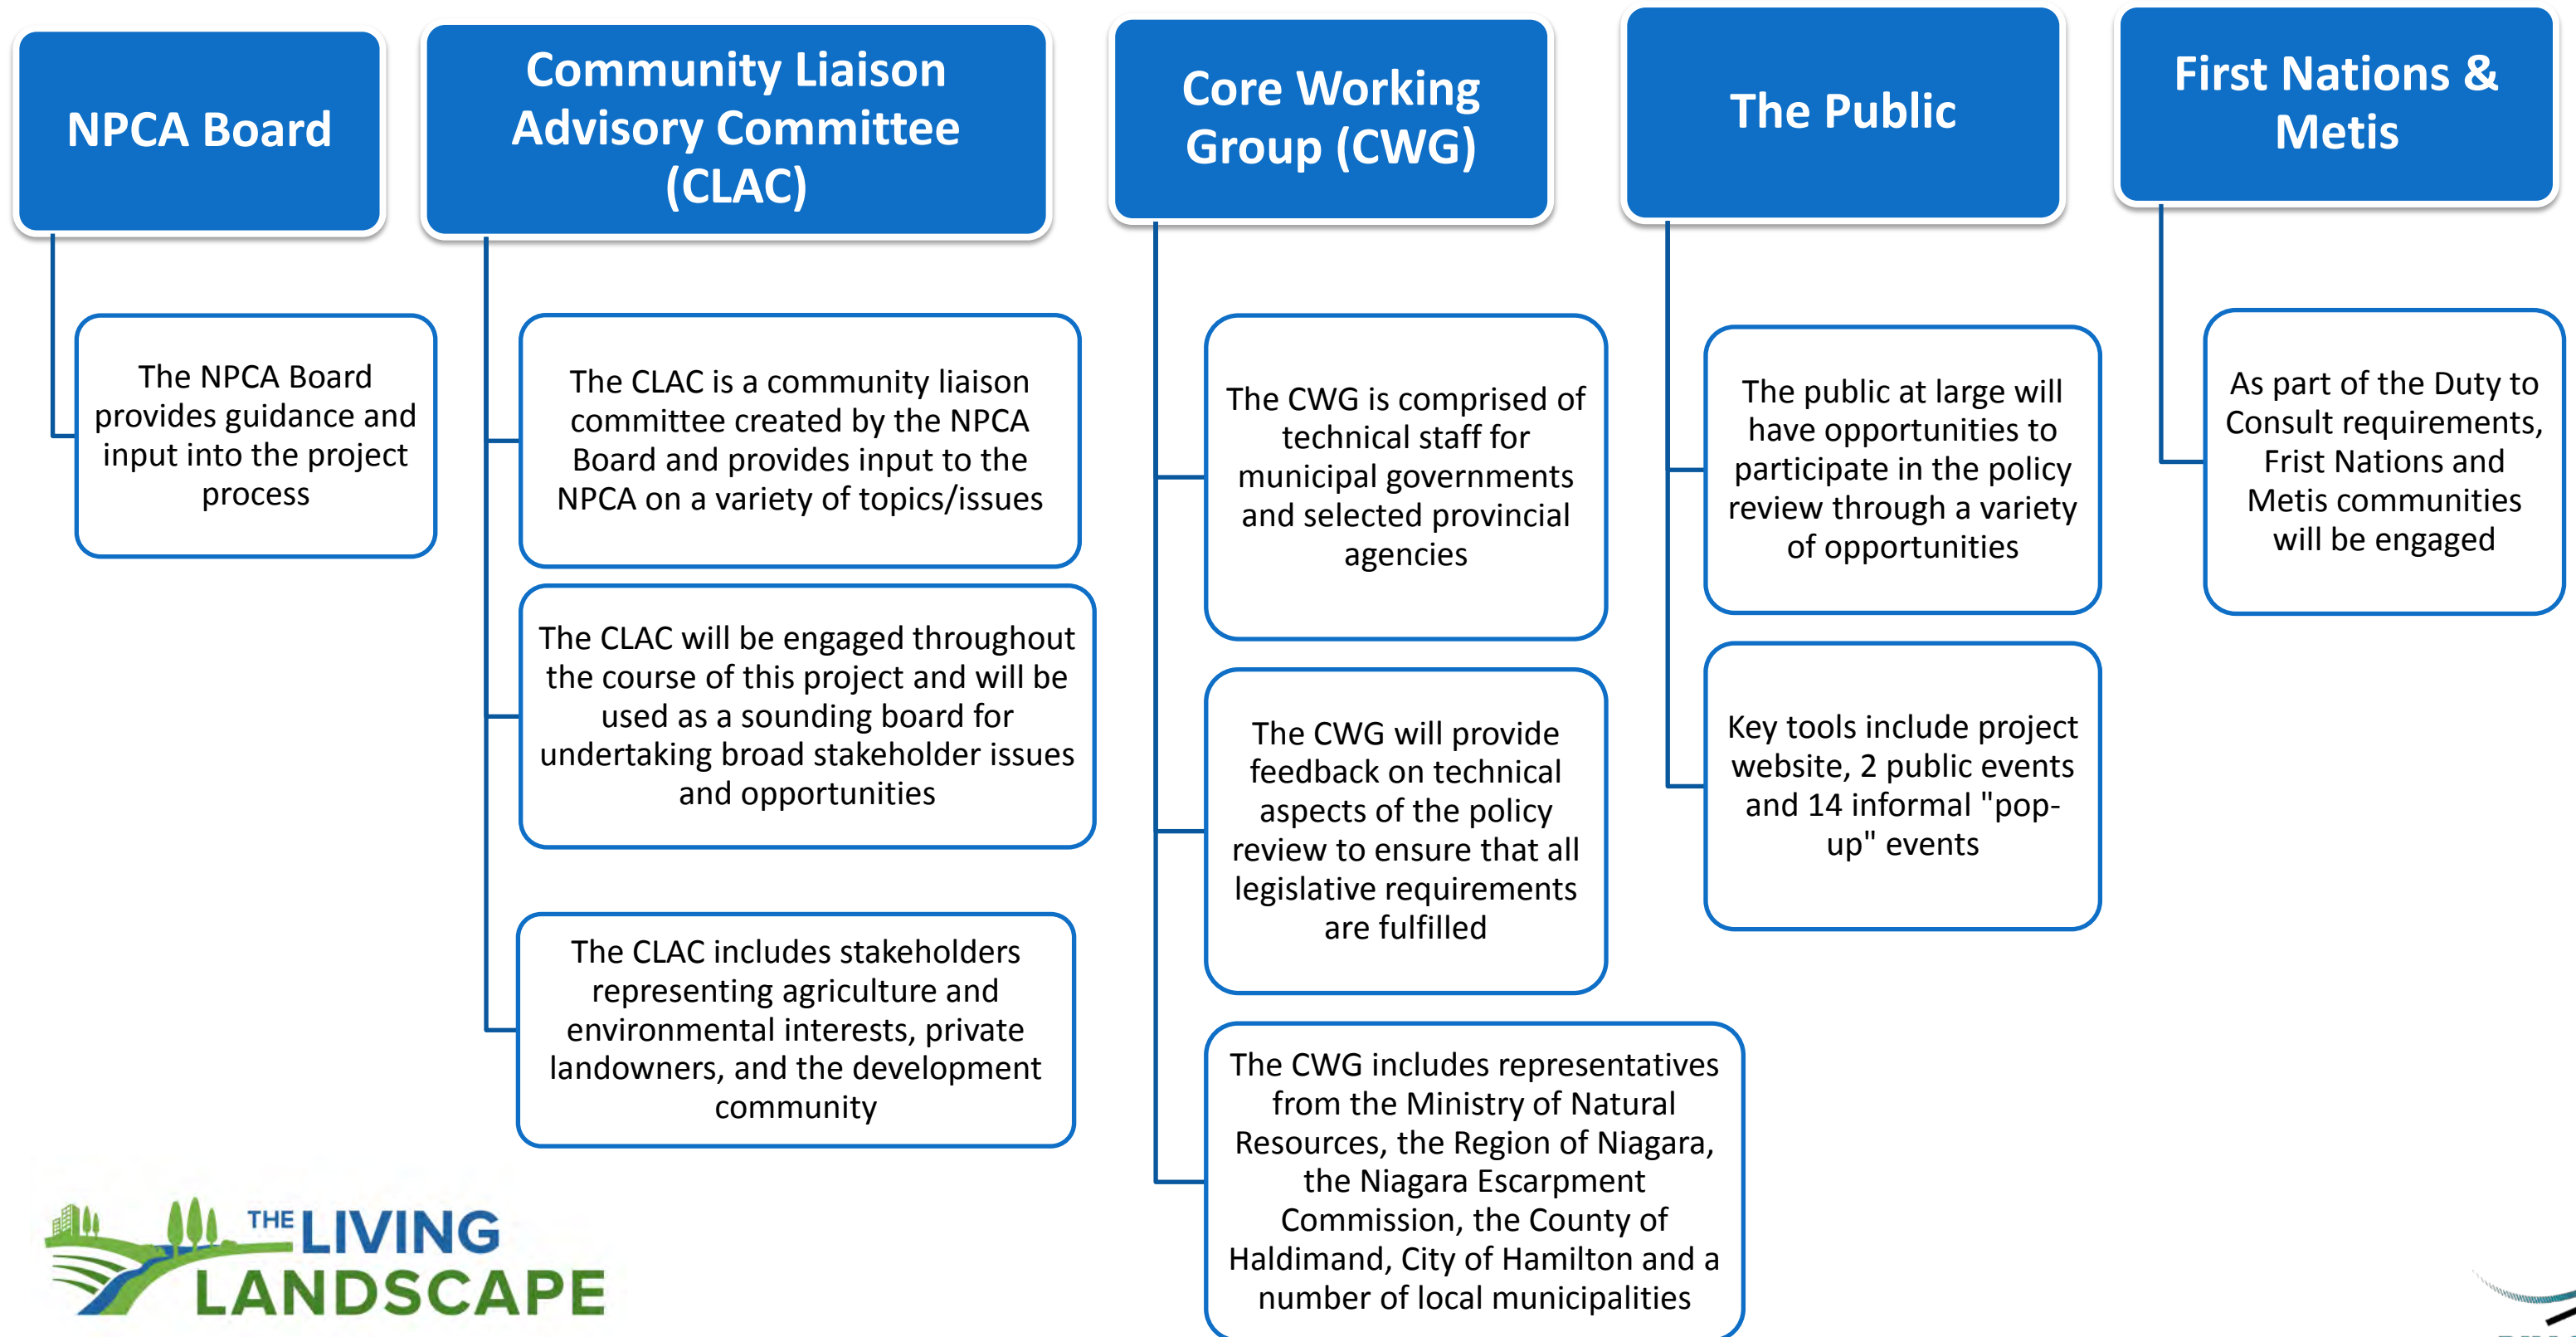 NPCA Board
The NPCA Board
provides guidance and
input into the project
process
Community Liaison
Advisory Committee
(CLAC)
The CLAC is a community liaison
committee created by the NPCA
Board and provides input to the
NPCA on a variety of topics/issues
The CLAC will be engaged throughout
the course of this project and will be
used as a sounding board for
undertaking broad stakeholder issues
and opportunities
The CLAC includes stakeholders
representing agriculture and
environmental interests, private
landowners, and the development
community
Core Working
Group (CWG)
The CWG is comprised of
technical staff for
municipal governments
and selected provincial
agencies
The CWG will provide
feedback on technical
aspects of the policy
review to ensure that all
legislative requirements
are fulfilled
The CWG includes representatives
from the Ministry of Natural
Resources, the Region of Niagara,
the Niagara Escarpment
Commission, the County of
Haldimand, City of Hamilton and a
number of local municipalities
The Public
The public at large will
have opportunities to
participate in the policy
review through a variety
of opportunities
Key tools include project
website, 2 public events
and 14 informal "pop-
up" events
First Nations &
Metis
As part of the Duty to
Consult requirements,
Frist Nations and
Metis communities
will be engaged
THE LIVING
LANDSCAPE